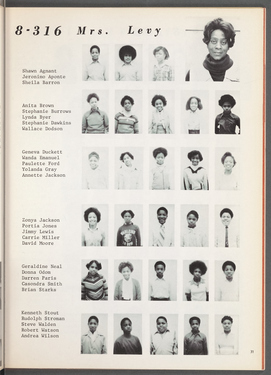 8-316 Mrs. Levy
Shawn Agnant
Jeronimo Aponte
Sheila Barron
Anita Brown
Stephanie Burrows
Lynda Byer
Stephanie Dawkins
Wallace Dodson
Geneva Duckett
Wanda Emanuel
Paulette Ford
Yolanda Gray
Annette Jackson
Zonya Jackson
Portia Jones
Jimmy Lewis
Carrie Miller
David Moore
Geraldine Neal
Donna Odom
Darren Paris
Casondra Smith
Brian Starks
Kenneth Stout
Rudolph Stroman
Steve Walden
Robert Watson
Andrea Wilson